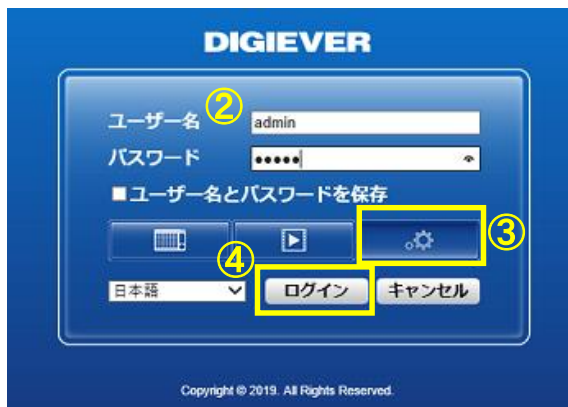 DIGIEVER
ユーザー名 ② admin
パスワード •••••
ユーザー名とパスワードを保存
③
④
日本語 ログイン キャンセル
Copyright © 2019. All Rights Reserved.